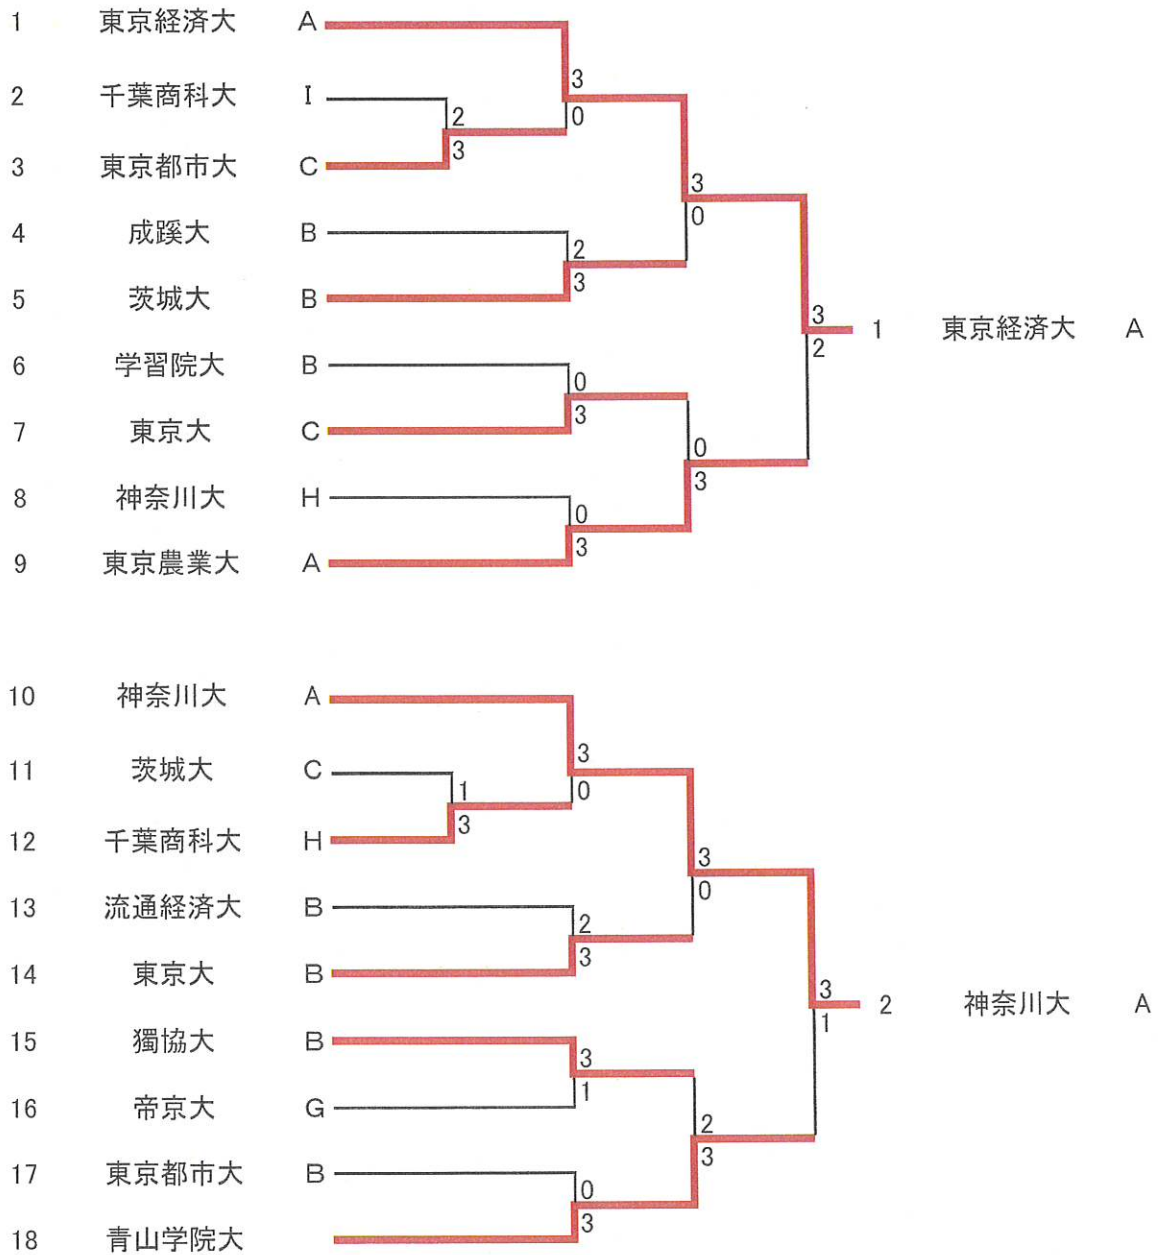 1 東京経済大 A
3
2 千葉商科大 I
2 0
3
3 東京都市大 C
3
0
4 成蹊大 B
2
3
5 茨城大 B
3 1 東京経済大 A
2
6 学習院大 B
0
3
7 東京大 C
0
3
8 神奈川大 H
0
3
9 東京農業大 A
10 神奈川大 A
3
11 茨城大 C
1 0
3
12 千葉商科大 H
3
0
13 流通経済大 B
2
3
14 東京大 B
3 2 神奈川大 A
1
15 獨協大 B
3
1
16 帝京大 G
2
3
17 東京都市大 B
0
3
18 青山学院大